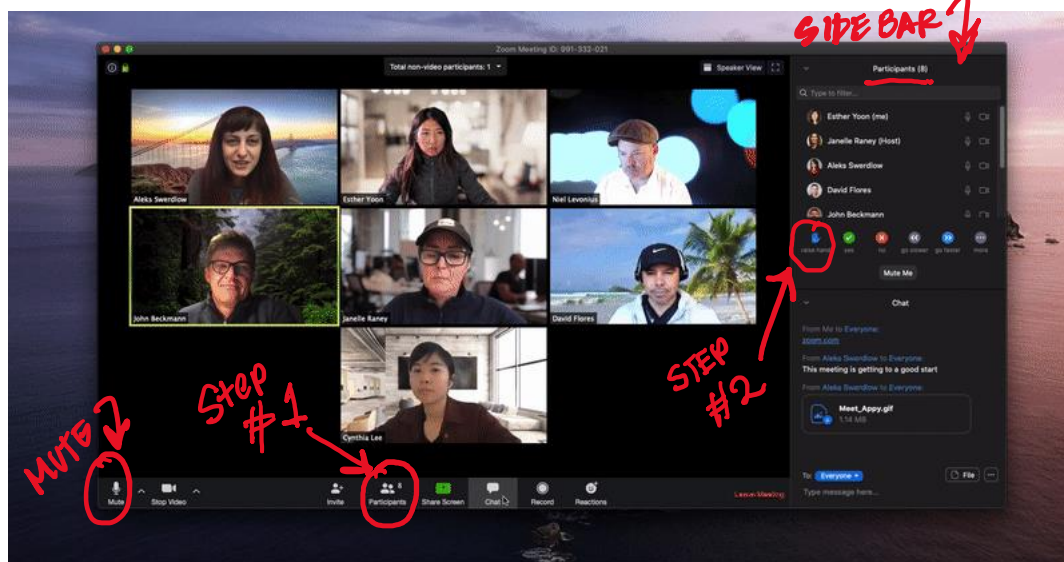 SIDE BAR
Zoom Meeting ID: 991-332-021
Total non-video participants: 1
Speaker View
Participants (8)
Type to filter...
Aleks Swerdlow
Esther Yoon
Niel Levonius
John Beckmann
Janelle Raney
David Flores
Cynthia Lee
Esther Yoon (me)
Janelle Raney (Host)
Aleks Swerdlow
David Flores
John Beckmann
raise hand
yes
no
go slower
go faster
more
Mute Me
Chat
From Me to Everyone:
zoom.com
From Aleks Swerdlow to Everyone
This meeting is getting to a good start
From Aleks Swerdlow to Everyone
Meet_Appy.gif
1.14 MB
To: Everyone
File
Type message here...
STEP
#2
Step
#1
MUTE
Mute
Stop Video
Invite
8
Participants
Share Screen
Chat
Record
Reactions
Leave Meeting